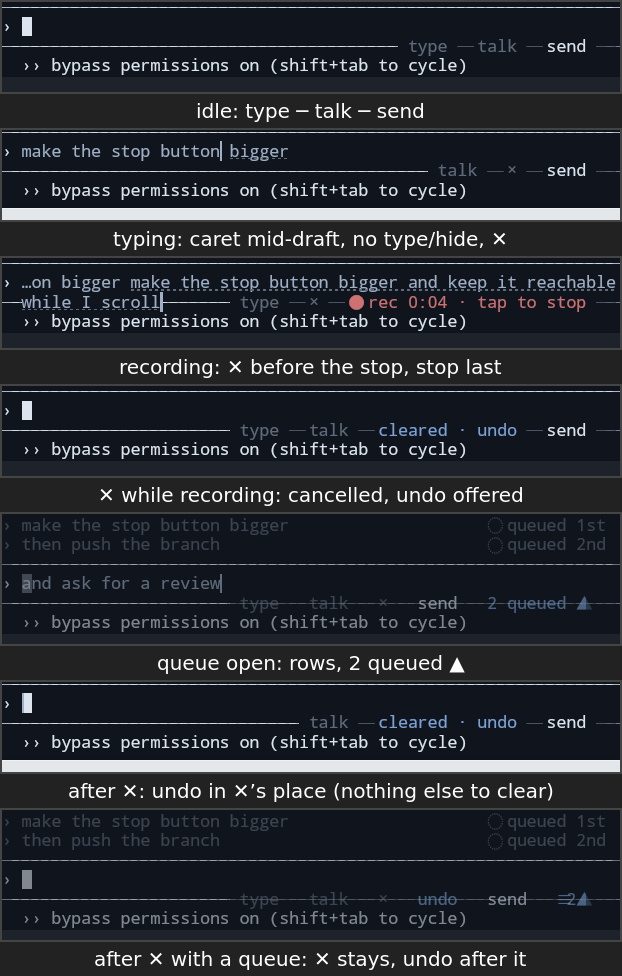 ›
type — talk — send
›› bypass permissions on (shift+tab to cycle)
idle: type – talk – send
› make the stop button bigger
talk — × send
›› bypass permissions on (shift+tab to cycle)
typing: caret mid-draft, no type/hide, ✕
› …on bigger make the stop button bigger and keep it reachable
while I scroll type — × — rec 0:04 · tap to stop
›› bypass permissions on (shift+tab to cycle)
recording: ✕ before the stop, stop last
›
type — talk — cleared · undo — send
›› bypass permissions on (shift+tab to cycle)
✕ while recording: cancelled, undo offered
› make the stop button bigger queued 1st
› then push the branch queued 2nd
› and ask for a review
type talk × send 2 queued ▲
›› bypass permissions on (shift+tab to cycle)
queue open: rows, 2 queued ▲
›
talk — cleared · undo — send
›› bypass permissions on (shift+tab to cycle)
after ✕: undo in ✕’s place (nothing else to clear)
› make the stop button bigger queued 1st
› then push the branch queued 2nd
›
type talk × undo send ≡2▲
›› bypass permissions on (shift+tab to cycle)
after ✕ with a queue: ✕ stays, undo after it